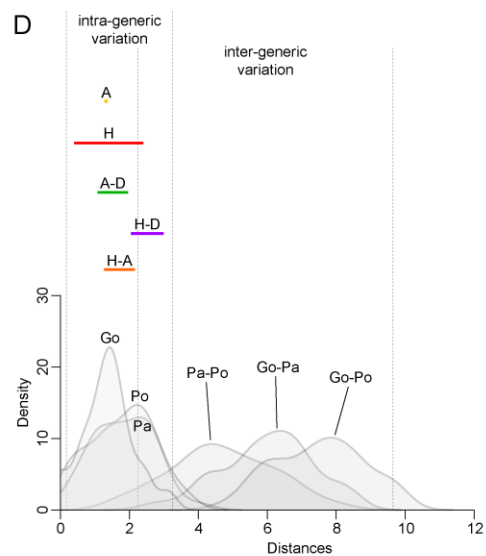 D
intra-generic
variation
inter-generic
variation
A
H
A-D
H-D
H-A
30
20
10
0
Density
Go
Po
Pa
Pa-Po
Go-Pa
Go-Po
0 2 4 6 8 10 12
Distances